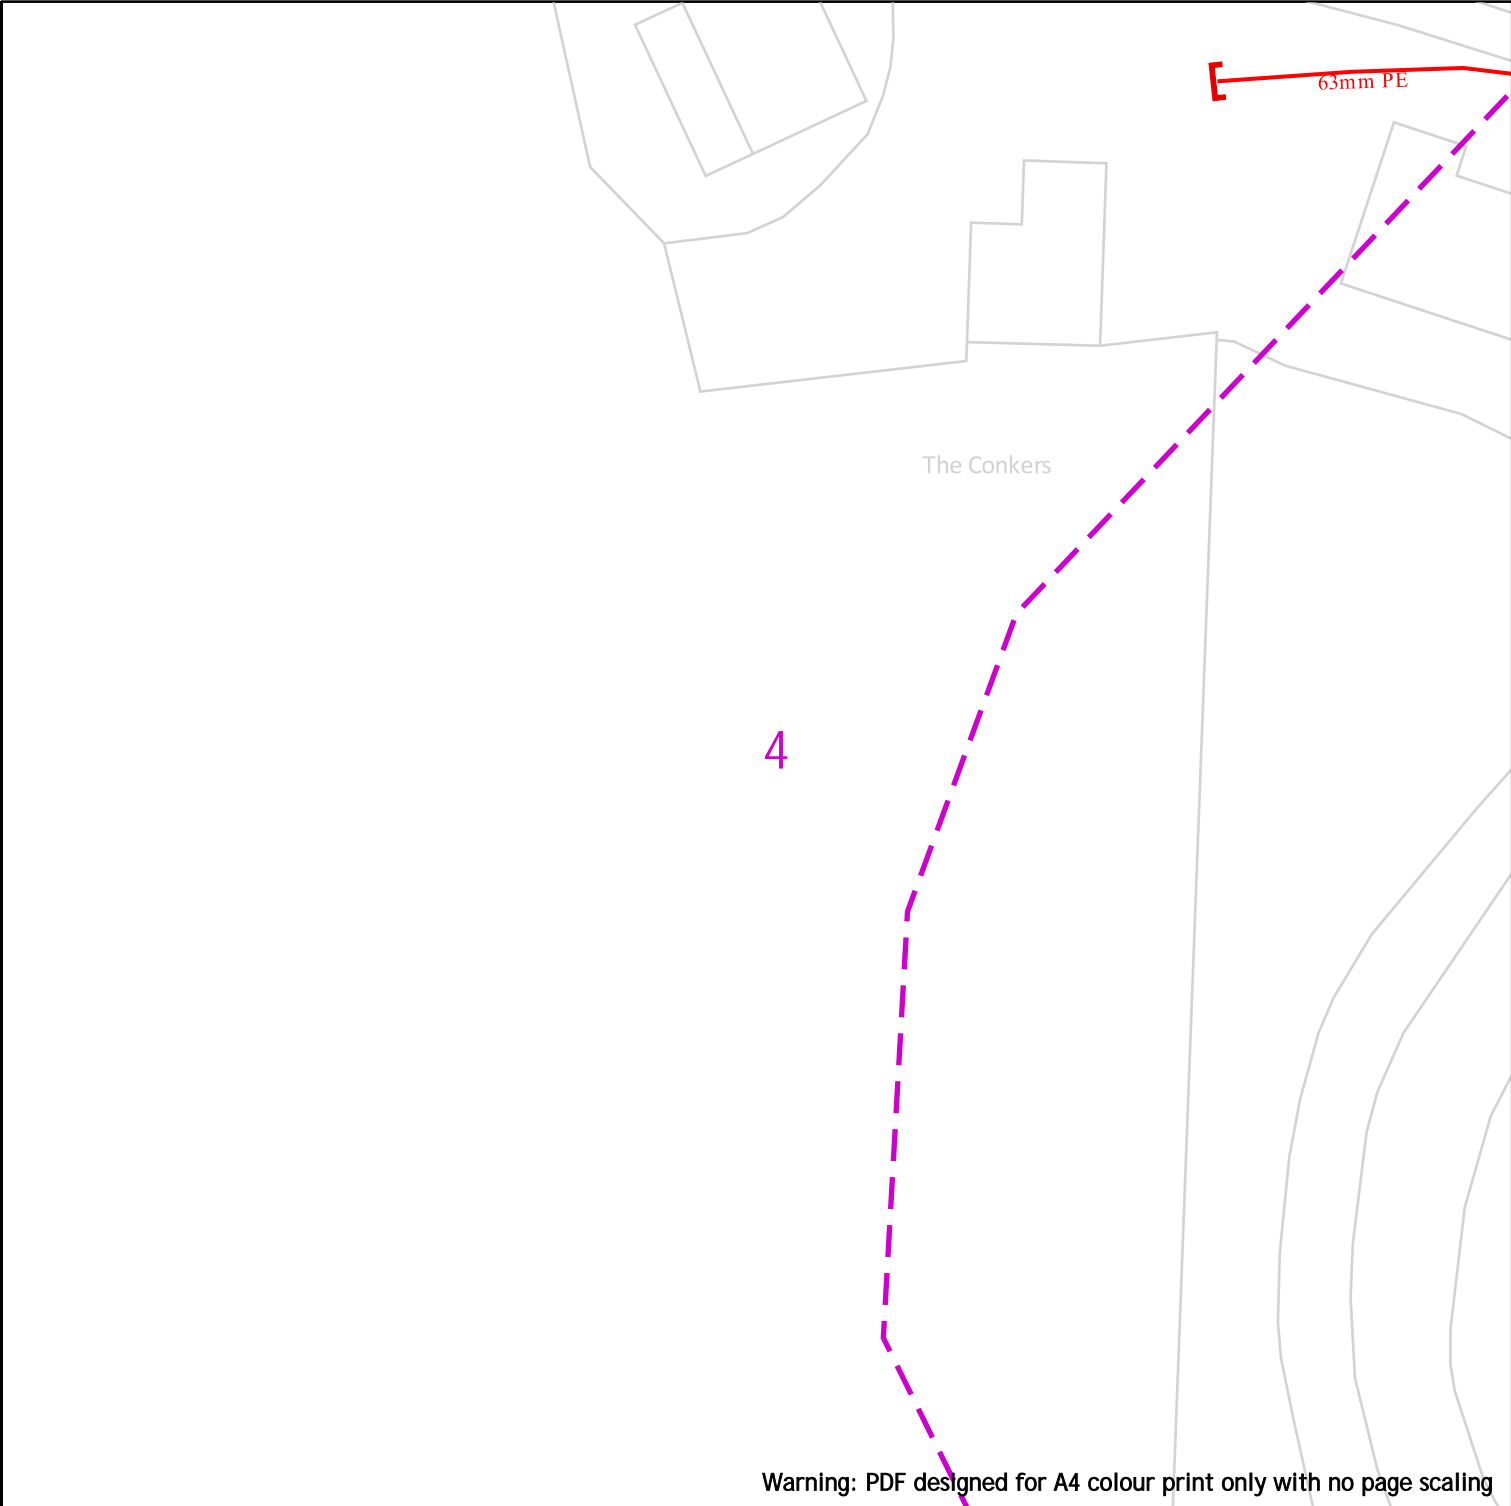 63mm PE
The Conkers
4
Warning: PDF designed for A4 colour print only with no page scaling